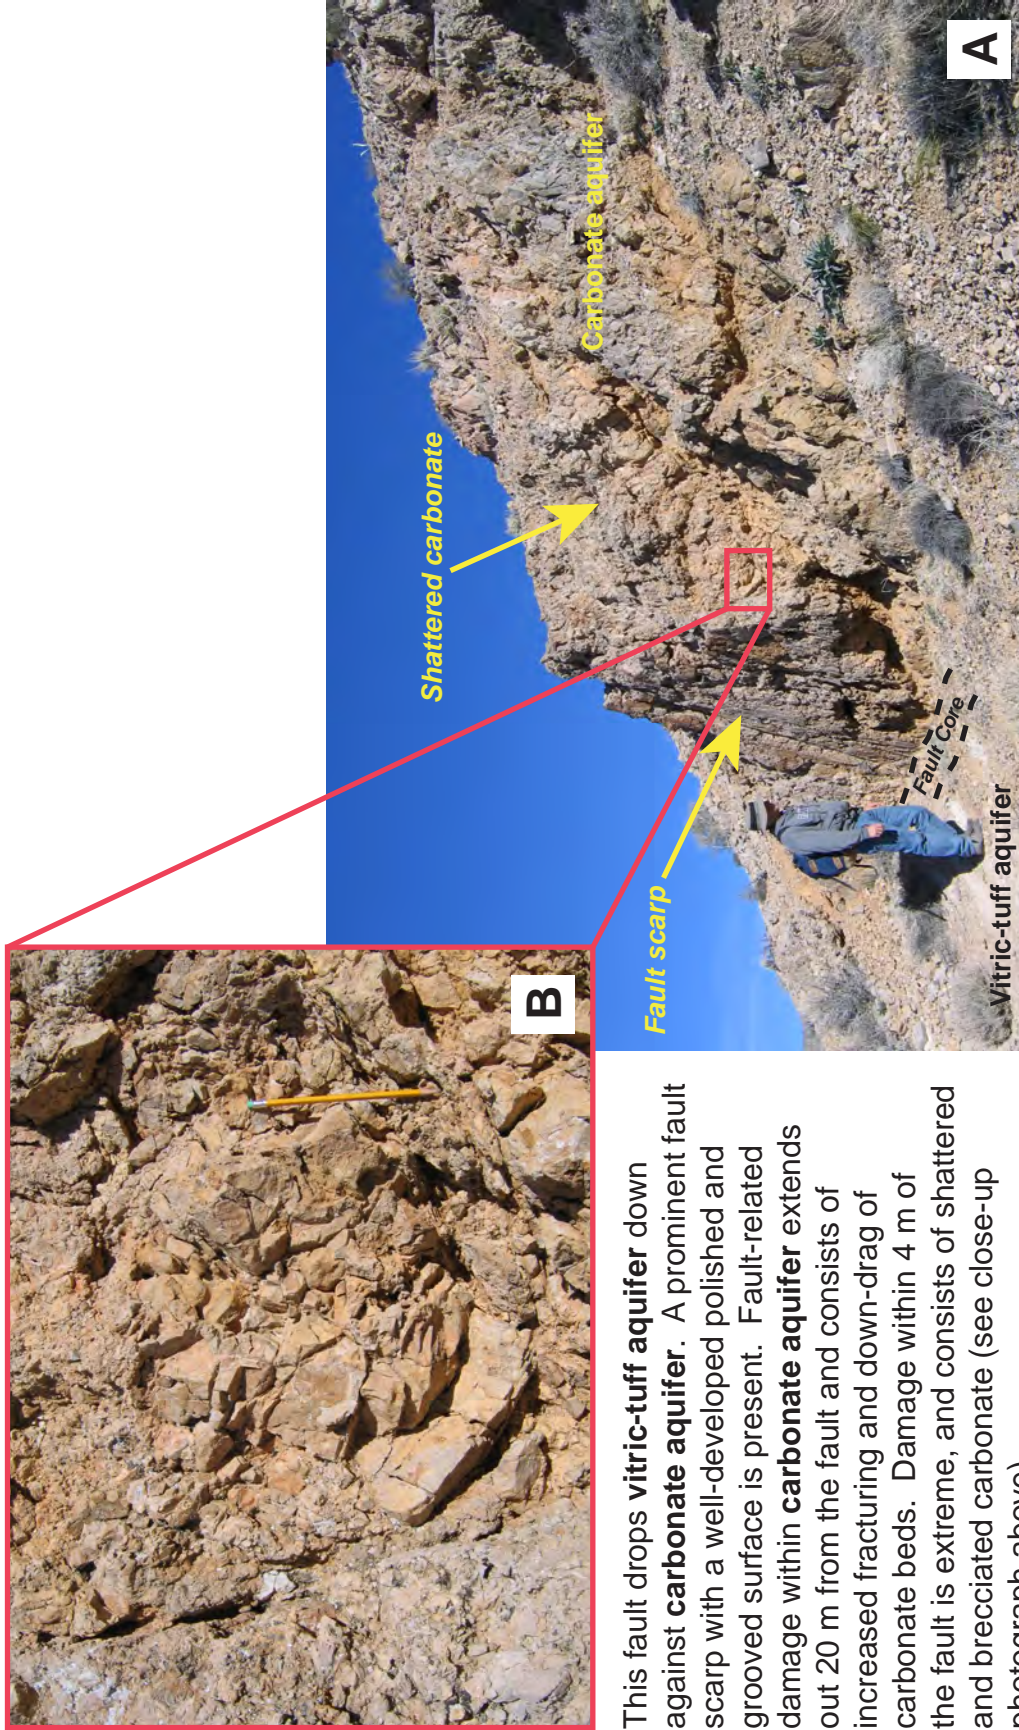 A
Carbonate aquifer
Shattered carbonate
Fault scarp
Fault Core
Vitric-tuff aquifer
B
This fault drops vitric-tuff aquifer down
against carbonate aquifer. A prominent fault
scarp with a well-developed polished and
grooved surface is present. Fault-related
damage within carbonate aquifer extends
out 20 m from the fault and consists of
increased fracturing and down-drag of
carbonate beds. Damage within 4 m of
the fault is extreme, and consists of shattered
and brecciated carbonate (see close-up
photograph above)